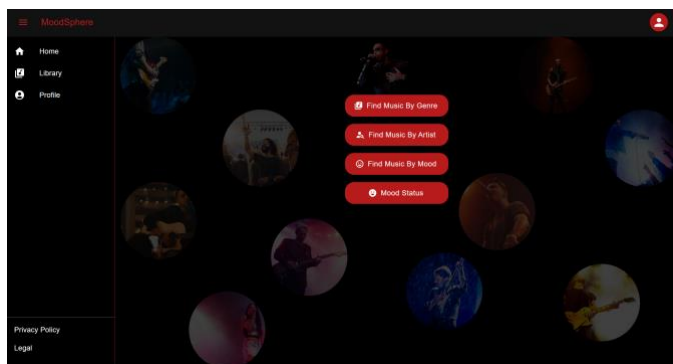 MoodSphere
Home
Library
Profile
Find Music By Genre
Find Music By Artist
Find Music By Mood
Mood Status
Privacy Policy
Legal